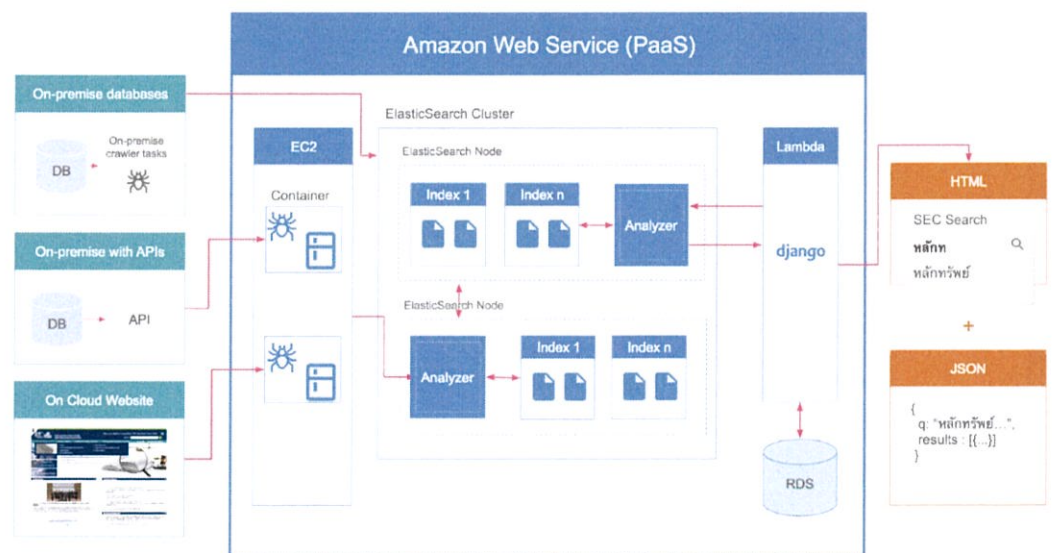 Amazon Web Service (PaaS)
On-premise databases
DB
On-premise
crawler tasks
On-premise with APIs
DB
API
On Cloud Website
EC2
Container
ElasticSearch Cluster
ElasticSearch Node
Index 1
Index n
Analyzer
ElasticSearch Node
Analyzer
Index 1
Index n
Lambda
django
RDS
HTML
SEC Search
หลักท
หลักทรัพย์
+
JSON
{
q: "หลักทรัพย์...",
results : [{...}]
}